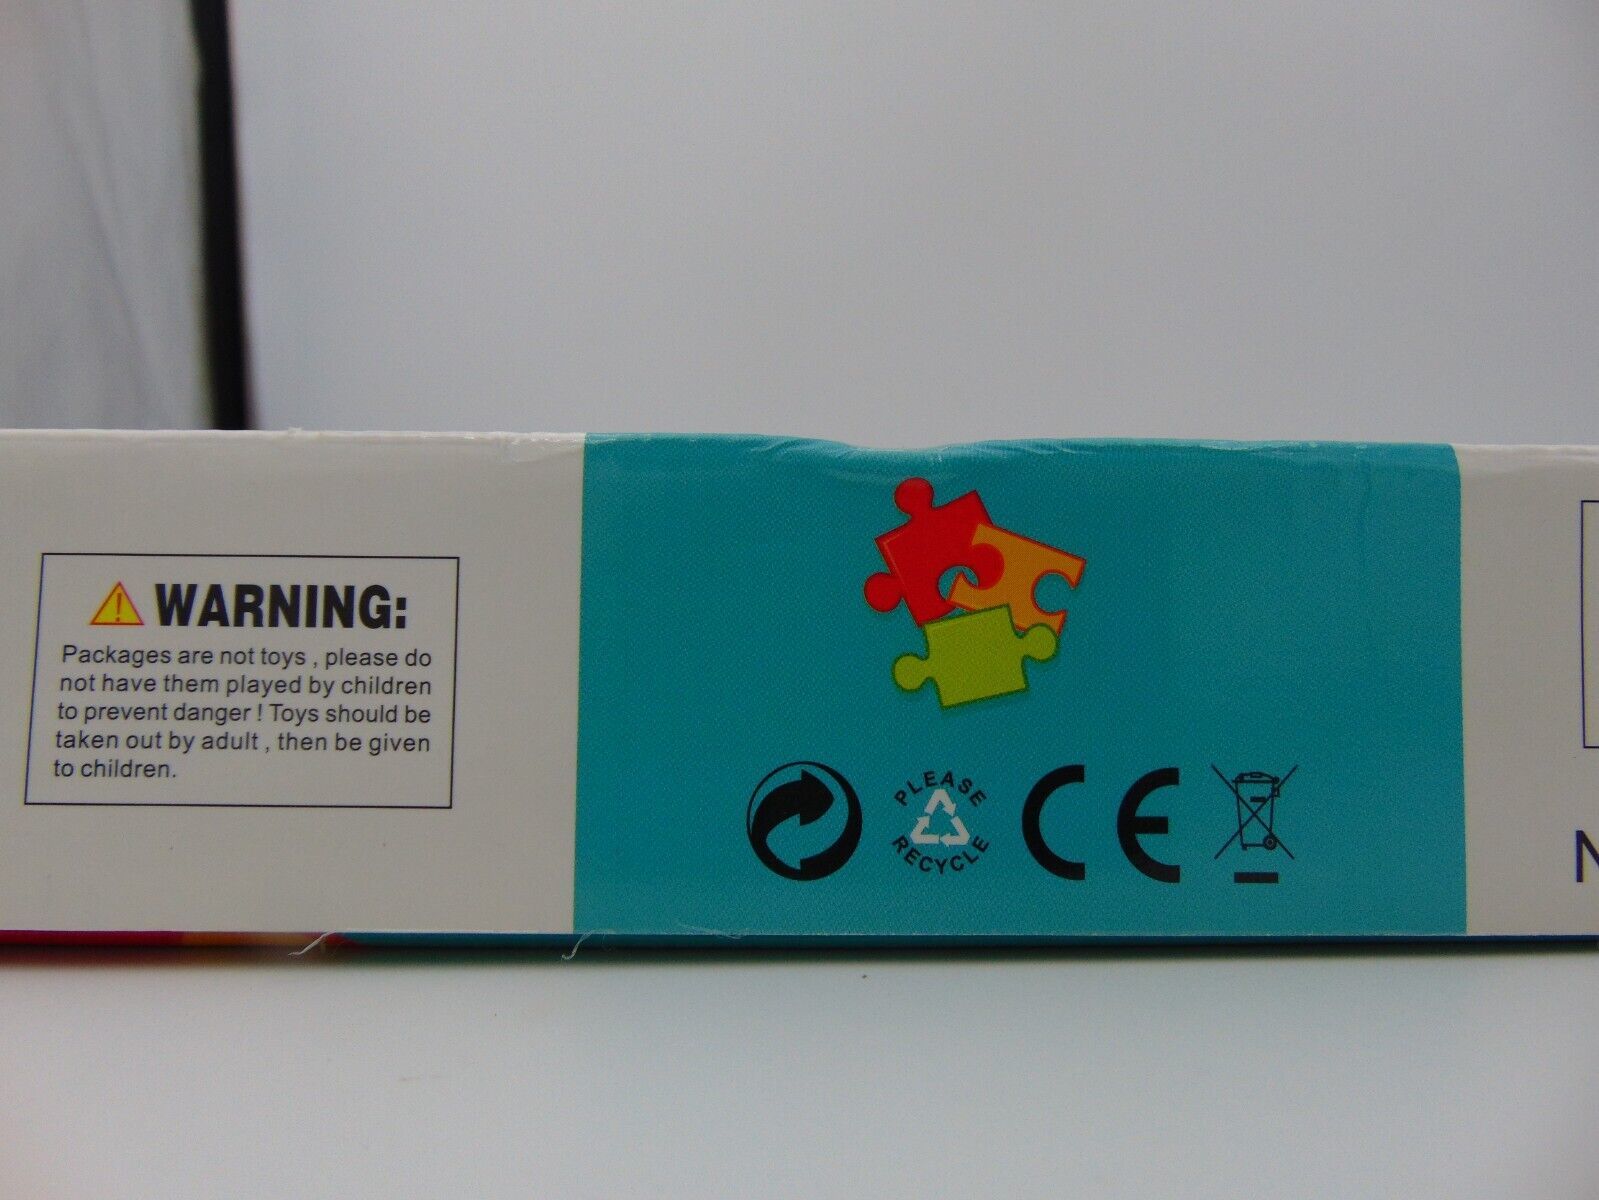 WARNING:
Packages are not toys , please do
not have them played by children
to prevent danger ! Toys should be
taken out by adult , then be given
to children.
PLEASE
RECYCLE
CE
N